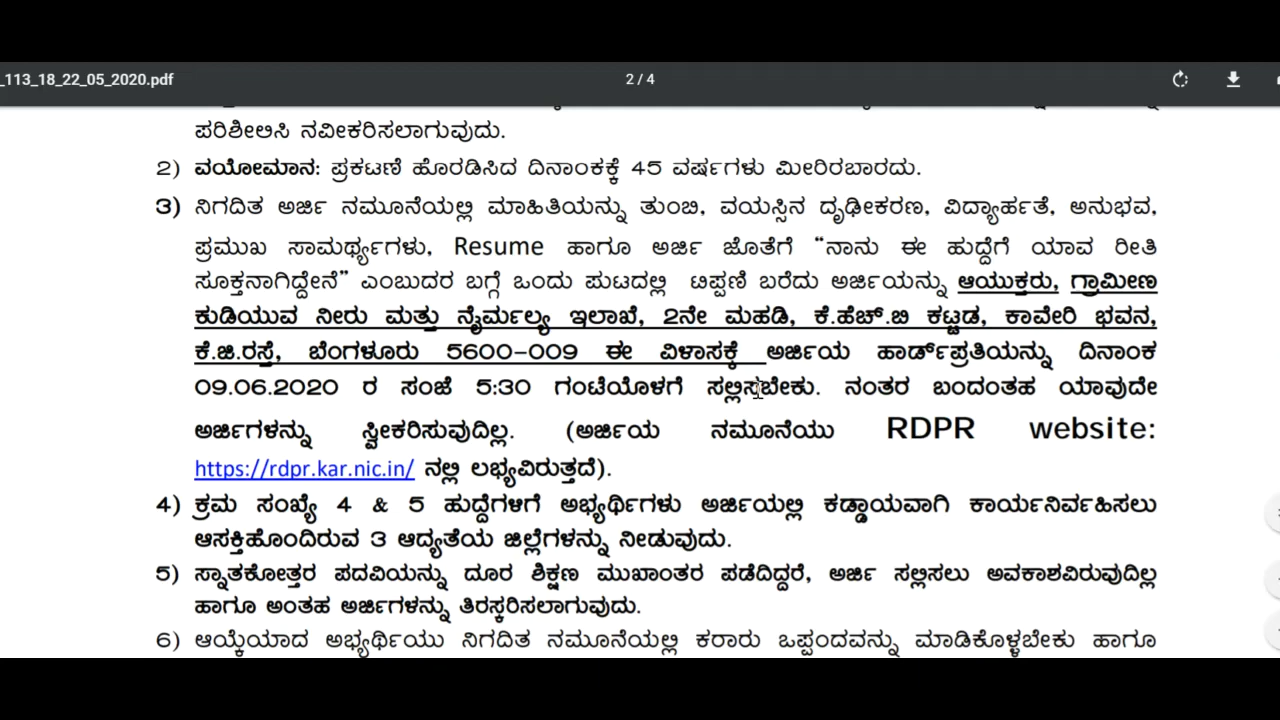 _113_18_22_05_2020.pdf
2 / 4
ಪರಿಶೀಲಿಸಿ ನವೀಕರಿಸಲಾಗುವುದು.
2) ವಯೋಮಾನ: ಪ್ರಕಟಣೆ ಹೊರಡಿಸಿದ ದಿನಾಂಕಕ್ಕೆ 45 ವರ್ಷಗಳು ಮೀರಿರಬಾರದು.
3) ನಿಗದಿತ ಅರ್ಜಿ ನಮೂನೆಯಲ್ಲಿ ಮಾಹಿತಿಯನ್ನು ತುಂಬಿ, ವಯಸ್ಸಿನ ದೃಢೀಕರಣ, ವಿದ್ಯಾರ್ಹತೆ, ಅನುಭವ,
ಪ್ರಮುಖ ಸಾಮರ್ಥ್ಯಗಳು, Resume ಹಾಗೂ ಅರ್ಜಿ ಜೊತೆಗೆ “ನಾನು ಈ ಹುದ್ದೆಗೆ ಯಾವ ರೀತಿ
ಸೂಕ್ತನಾಗಿದ್ದೇನೆ” ಎಂಬುದರ ಬಗ್ಗೆ ಒಂದು ಪುಟದಲ್ಲಿ ಟಿಪ್ಪಣಿ ಬರೆದು ಅರ್ಜಿಯನ್ನು ಆಯುಕ್ತರು, ಗ್ರಾಮೀಣ
ಕುಡಿಯುವ ನೀರು ಮತ್ತು ನೈರ್ಮಲ್ಯ ಇಲಾಖೆ, 2ನೇ ಮಹಡಿ, ಕೆ.ಹೆಚ್.ಬಿ ಕಟ್ಟಡ, ಕಾವೇರಿ ಭವನ,
ಕೆ.ಜಿ.ರಸ್ತೆ, ಬೆಂಗಳೂರು 5600-009 ಈ ವಿಳಾಸಕ್ಕೆ ಅರ್ಜಿಯ ಹಾರ್ಡ್‌ಪ್ರತಿಯನ್ನು ದಿನಾಂಕ
09.06.2020 ರ ಸಂಜೆ 5:30 ಗಂಟೆಯೊಳಗೆ ಸಲ್ಲಿಸಬೇಕು. ನಂತರ ಬಂದಂತಹ ಯಾವುದೇ
ಅರ್ಜಿಗಳನ್ನು ಸ್ವೀಕರಿಸುವುದಿಲ್ಲ. (ಅರ್ಜಿಯ ನಮೂನೆಯು RDPR website:
https://rdpr.kar.nic.in/ ನಲ್ಲಿ ಲಭ್ಯವಿರುತ್ತದೆ).
4) ಕ್ರಮ ಸಂಖ್ಯೆ 4 & 5 ಹುದ್ದೆಗಳಿಗೆ ಅಭ್ಯರ್ಥಿಗಳು ಅರ್ಜಿಯಲ್ಲಿ ಕಡ್ಡಾಯವಾಗಿ ಕಾರ್ಯನಿರ್ವಹಿಸಲು
ಆಸಕ್ತಿಹೊಂದಿರುವ 3 ಆದ್ಯತೆಯ ಜಿಲ್ಲೆಗಳನ್ನು ನೀಡುವುದು.
5) ಸ್ನಾತಕೋತ್ತರ ಪದವಿಯನ್ನು ದೂರ ಶಿಕ್ಷಣ ಮುಖಾಂತರ ಪಡೆದಿದ್ದರೆ, ಅರ್ಜಿ ಸಲ್ಲಿಸಲು ಅವಕಾಶವಿರುವುದಿಲ್ಲ
ಹಾಗೂ ಅಂತಹ ಅರ್ಜಿಗಳನ್ನು ತಿರಸ್ಕರಿಸಲಾಗುವುದು.
6) ಆಯ್ಕೆಯಾದ ಅಭ್ಯರ್ಥಿಯು ನಿಗದಿತ ನಮೂನೆಯಲ್ಲಿ ಕರಾರು ಒಪ್ಪಂದವನ್ನು ಮಾಡಿಕೊಳ್ಳಬೇಕು ಹಾಗೂ